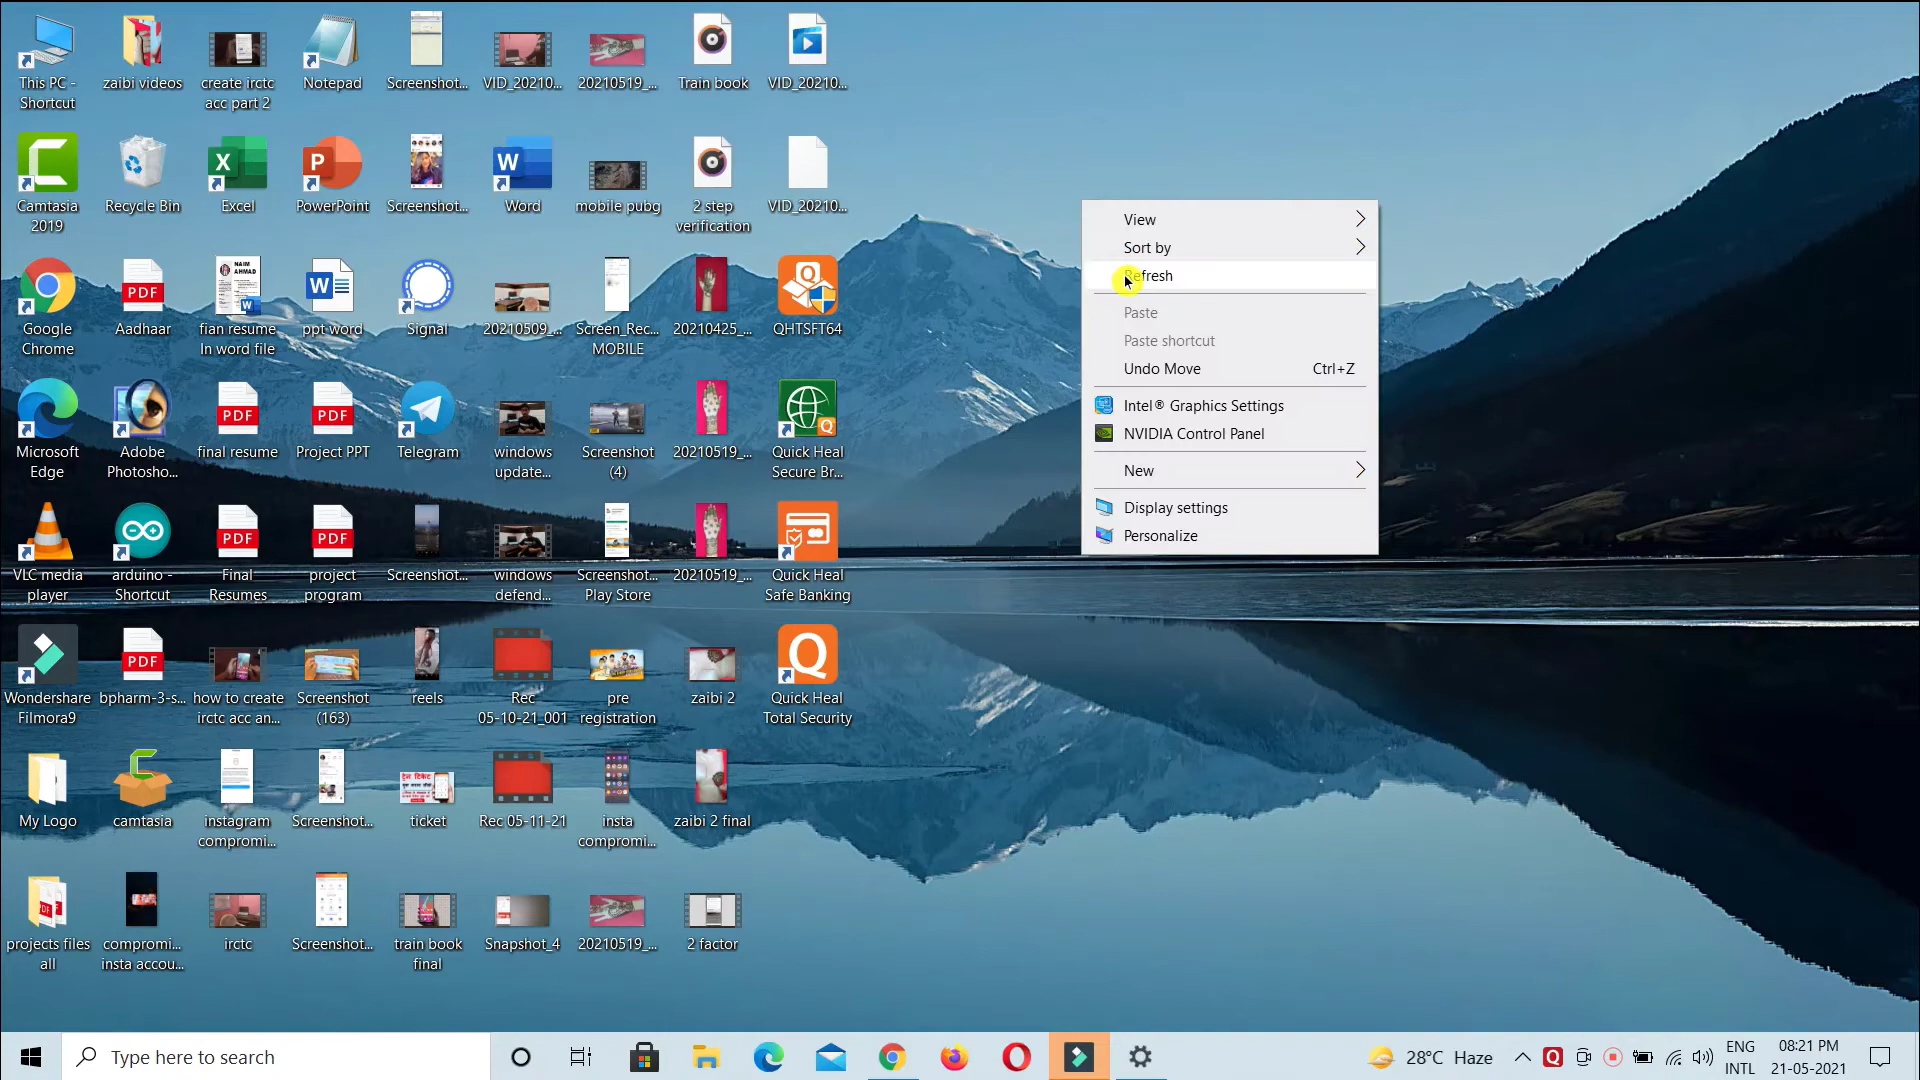 This PC -
Shortcut
zaibi videos
create irctc
acc part 2
Notepad
Screenshot...
VID_20210...
20210519_...
Train book
VID_20210...
Camtasia
2019
Recycle Bin
Excel
PowerPoint
Screenshot...
Word
mobile pubg
2 step
verification
VID_20210...
Google
Chrome
Aadhaar
NAIM
AHMAD
fian resume
In word file
ppt word
Signal
20210509_...
Screen_Rec...
MOBILE
20210425_...
QHTSFT64
Microsoft
Edge
Adobe
Photosho...
final resume
Project PPT
Telegram
windows
update...
Screenshot
(4)
20210519_...
Quick Heal
Secure Br...
VLC media
player
arduino -
Shortcut
Final
Resumes
project
program
Screenshot...
windows
defend...
Screenshot...
Play Store
20210519_...
Quick Heal
Safe Banking
Wondershare
Filmora9
bpharm-3-s...
how to create
irctc acc an...
Screenshot
(163)
reels
Rec
05-10-21_001
pre
registration
zaibi 2
Quick Heal
Total Security
My Logo
camtasia
instagram
compromi...
Screenshot...
ticket
Rec 05-11-21
insta
compromi...
zaibi 2 final
projects files
all
compromi...
insta accou...
irctc
Screenshot...
train book
final
Snapshot_4
20210519_...
2 factor
PDF
PDF
PDF
PDF
PDF
PDF
PDF
View
Sort by
Refresh
Paste
Paste shortcut
Undo Move Ctrl+Z
Intel® Graphics Settings
NVIDIA Control Panel
New
Display settings
Personalize
Type here to search
28°C Haze
ENG
INTL
08:21 PM
21-05-2021